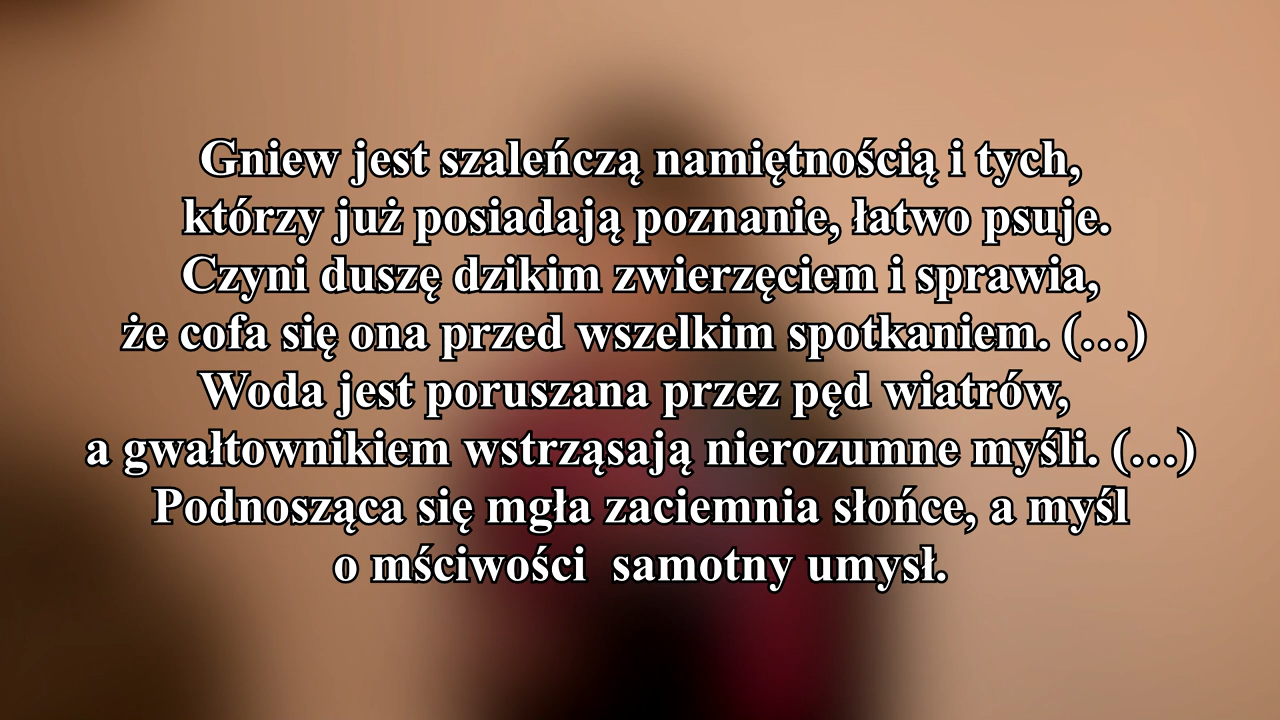 Gniew jest szaleńczą namiętnością i tych,
którzy już posiadają poznanie, łatwo psuje.
Czyni duszę dzikim zwierzęciem i sprawia,
że cofa się ona przed wszelkim spotkaniem. (…)
Woda jest poruszana przez pęd wiatrów,
a gwałtownikiem wstrząsają nierozumne myśli. (…)
Podnosząca się mgła zaciemnia słońce, a myśl
o mściwości  samotny umysł.